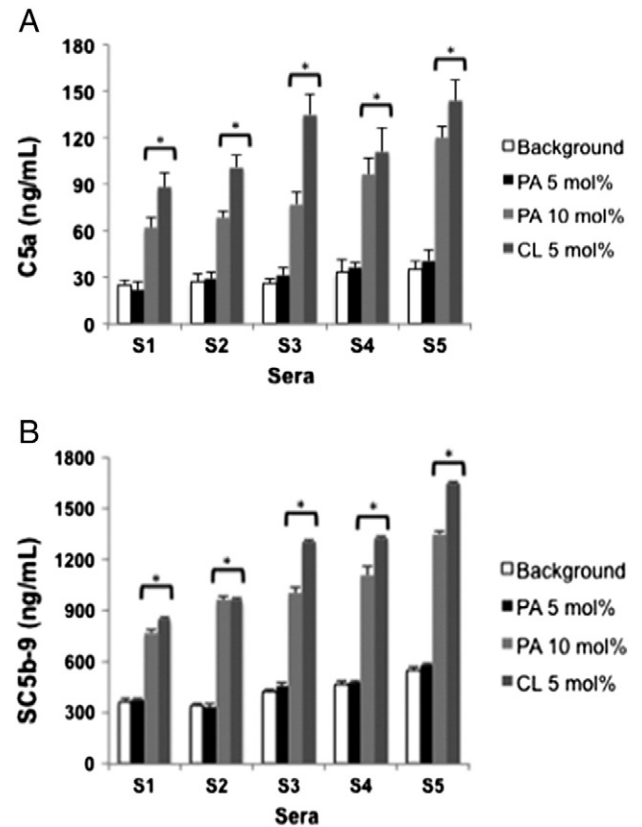 A
180
150
120
90
60
30
0
C5a (ng/mL)
*
*
*
*
*
S1 S2 S3 S4 S5
Sera
Background
PA 5 mol%
PA 10 mol%
CL 5 mol%
B
1800
1500
1200
900
600
300
0
SC5b-9 (ng/mL)
*
*
*
*
*
S1 S2 S3 S4 S5
Sera
Background
PA 5 mol%
PA 10 mol%
CL 5 mol%